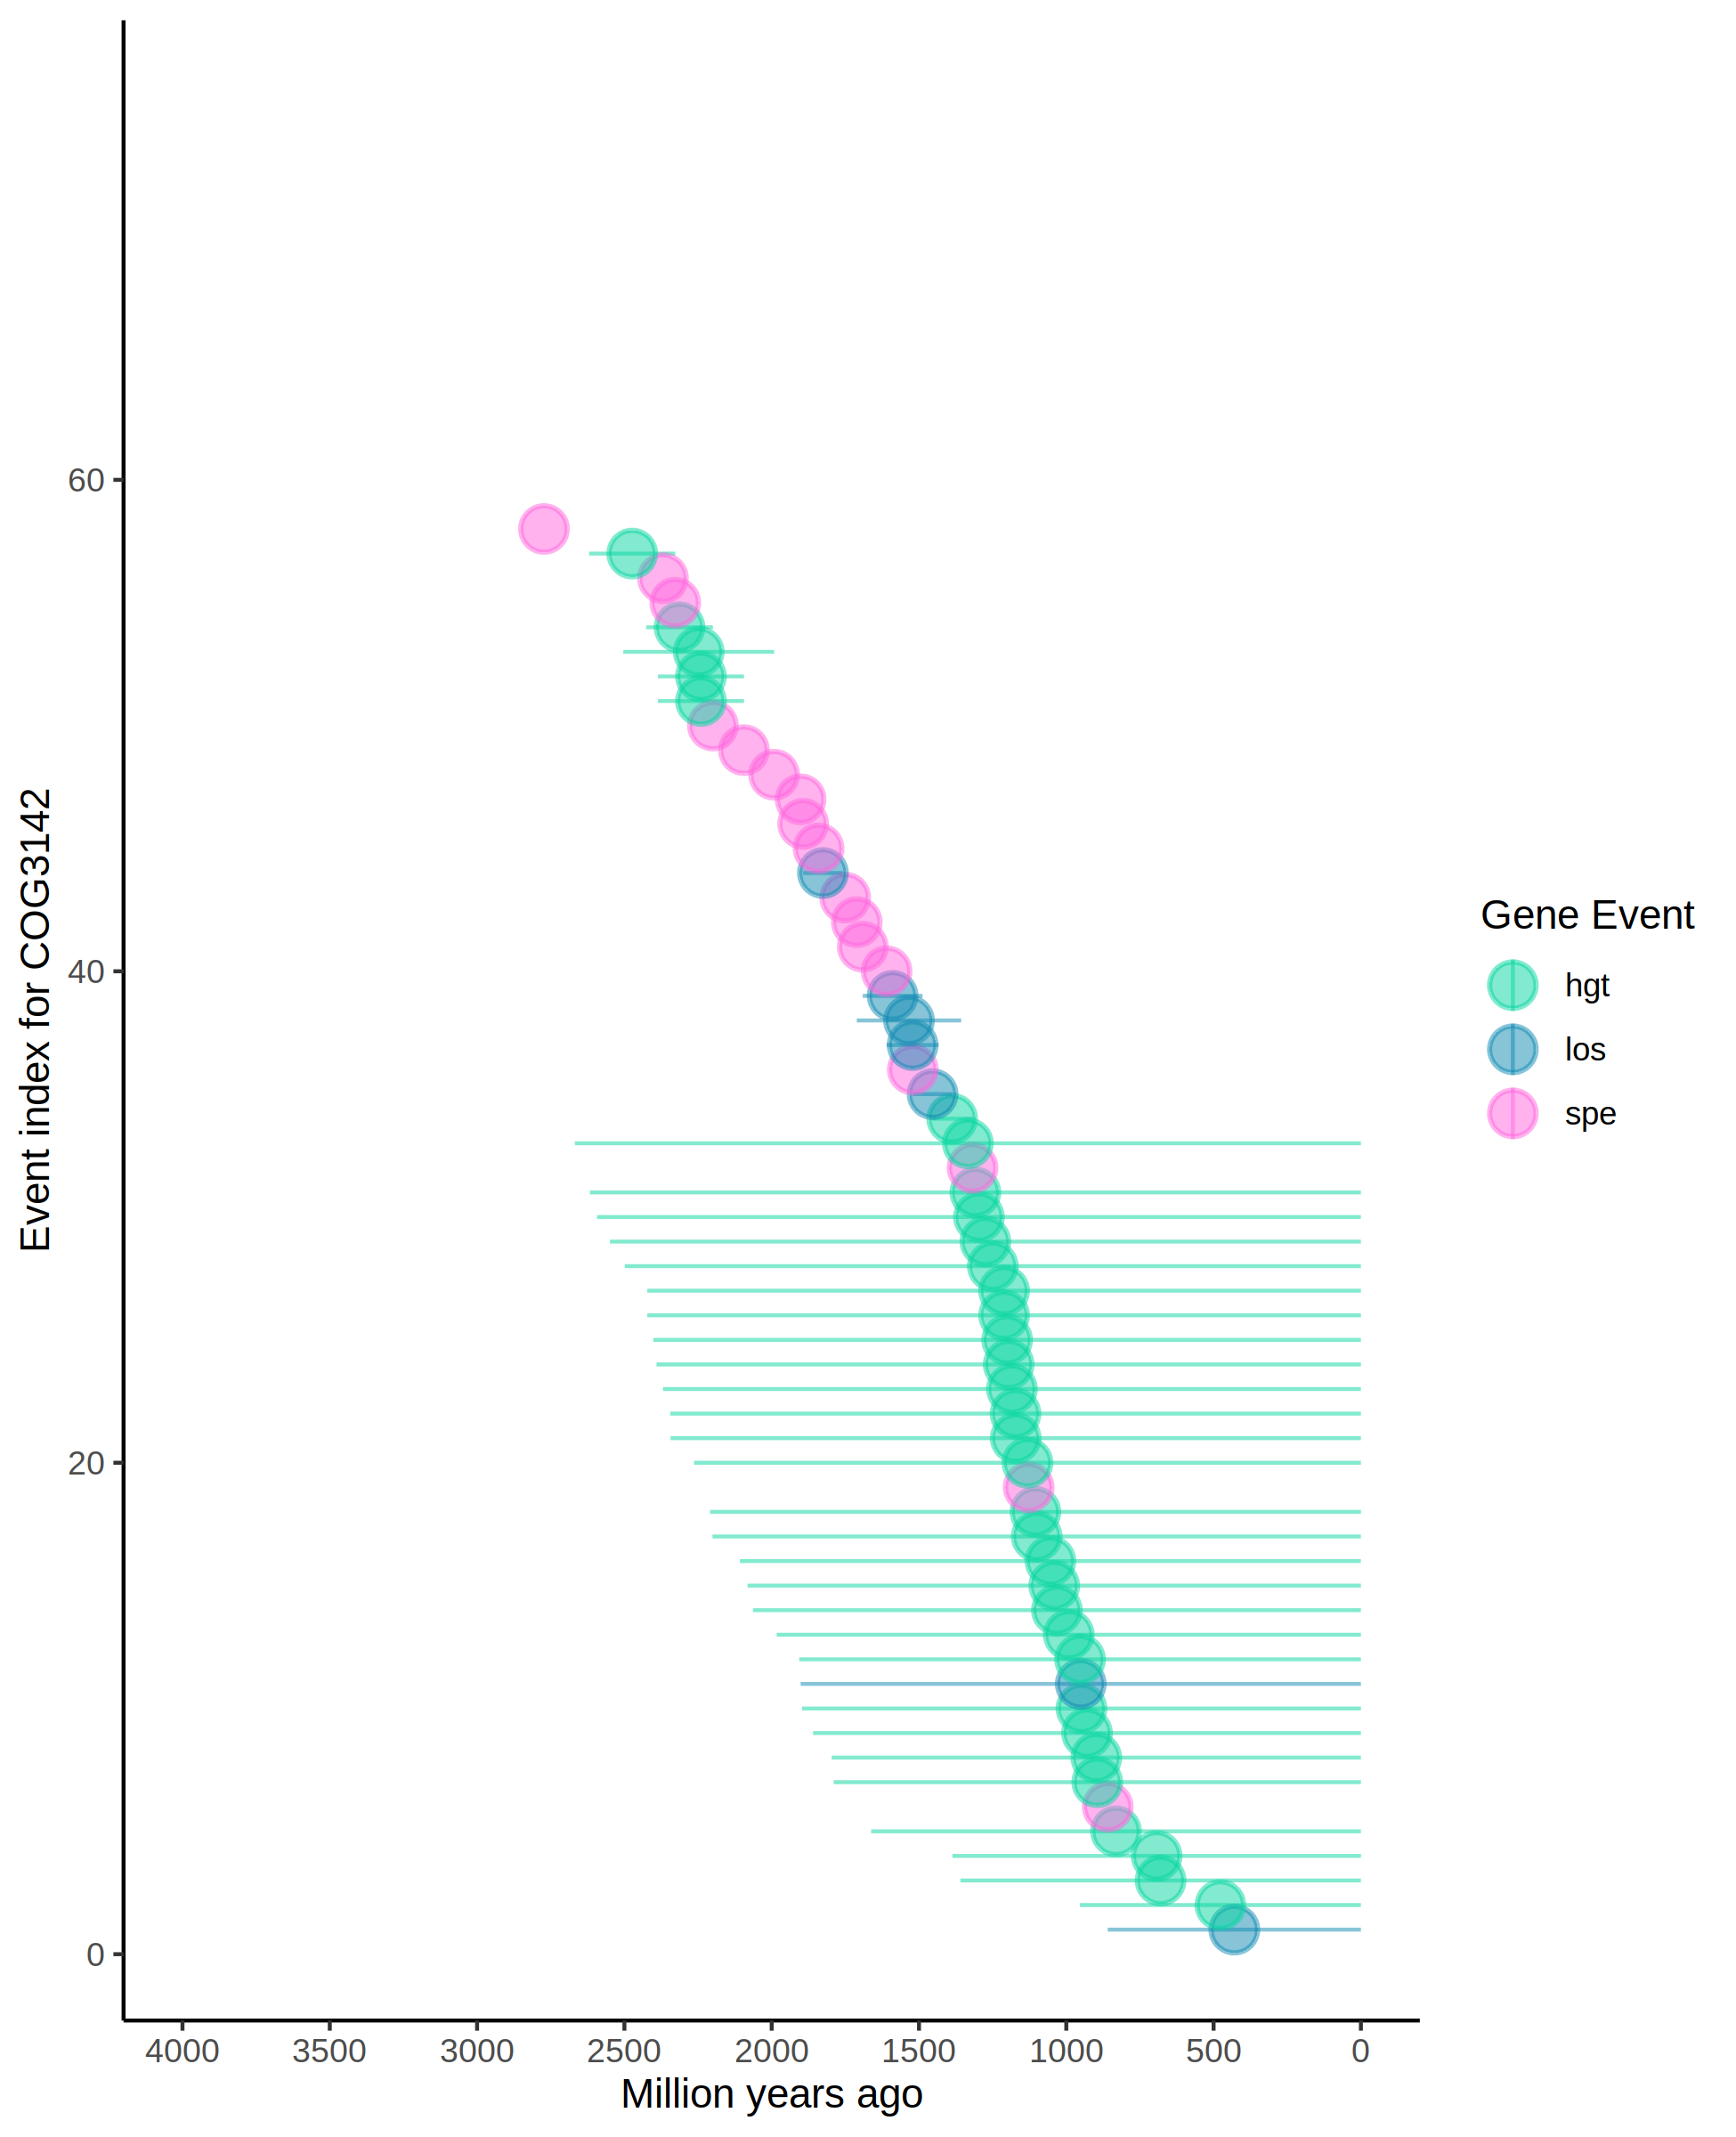 Event index for COG3142
60
40
20
0
4000 3500 3000 2500 2000 1500 1000 500 0
Million years ago
Gene Event
hgt
los
spe